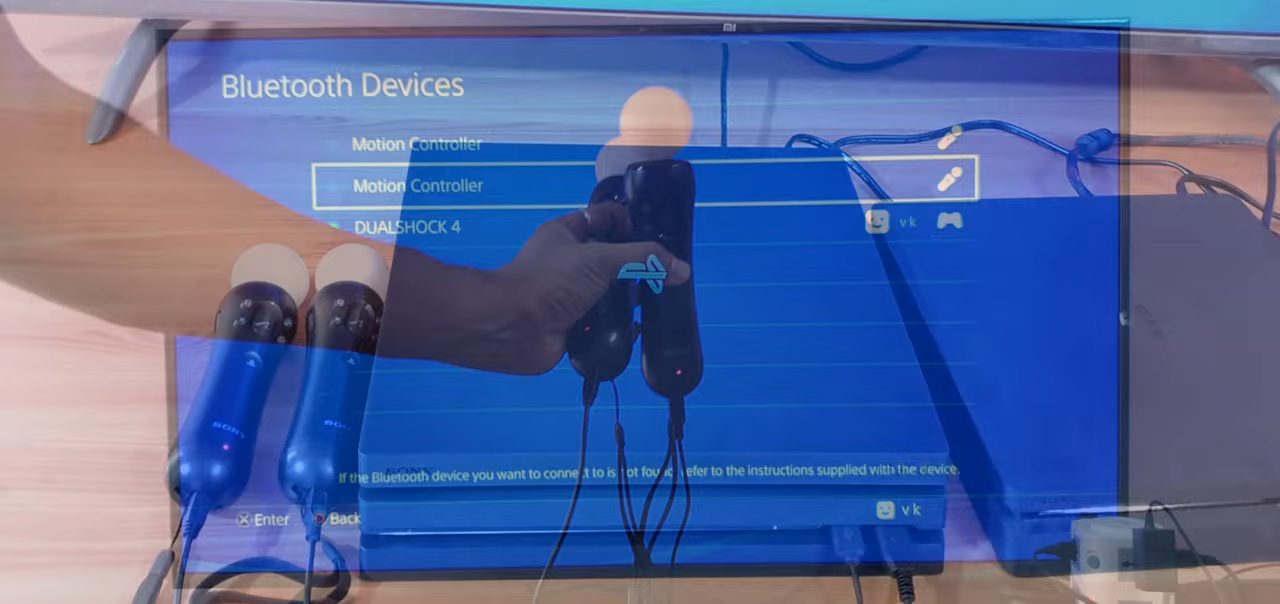 mi
Bluetooth Devices
Motion Controller
Motion Controller
DUALSHOCK 4 vk
SONY
SONY
If the Bluetooth device you want to connect to is not found, refer to the instructions supplied with the device.
vk
Enter Back